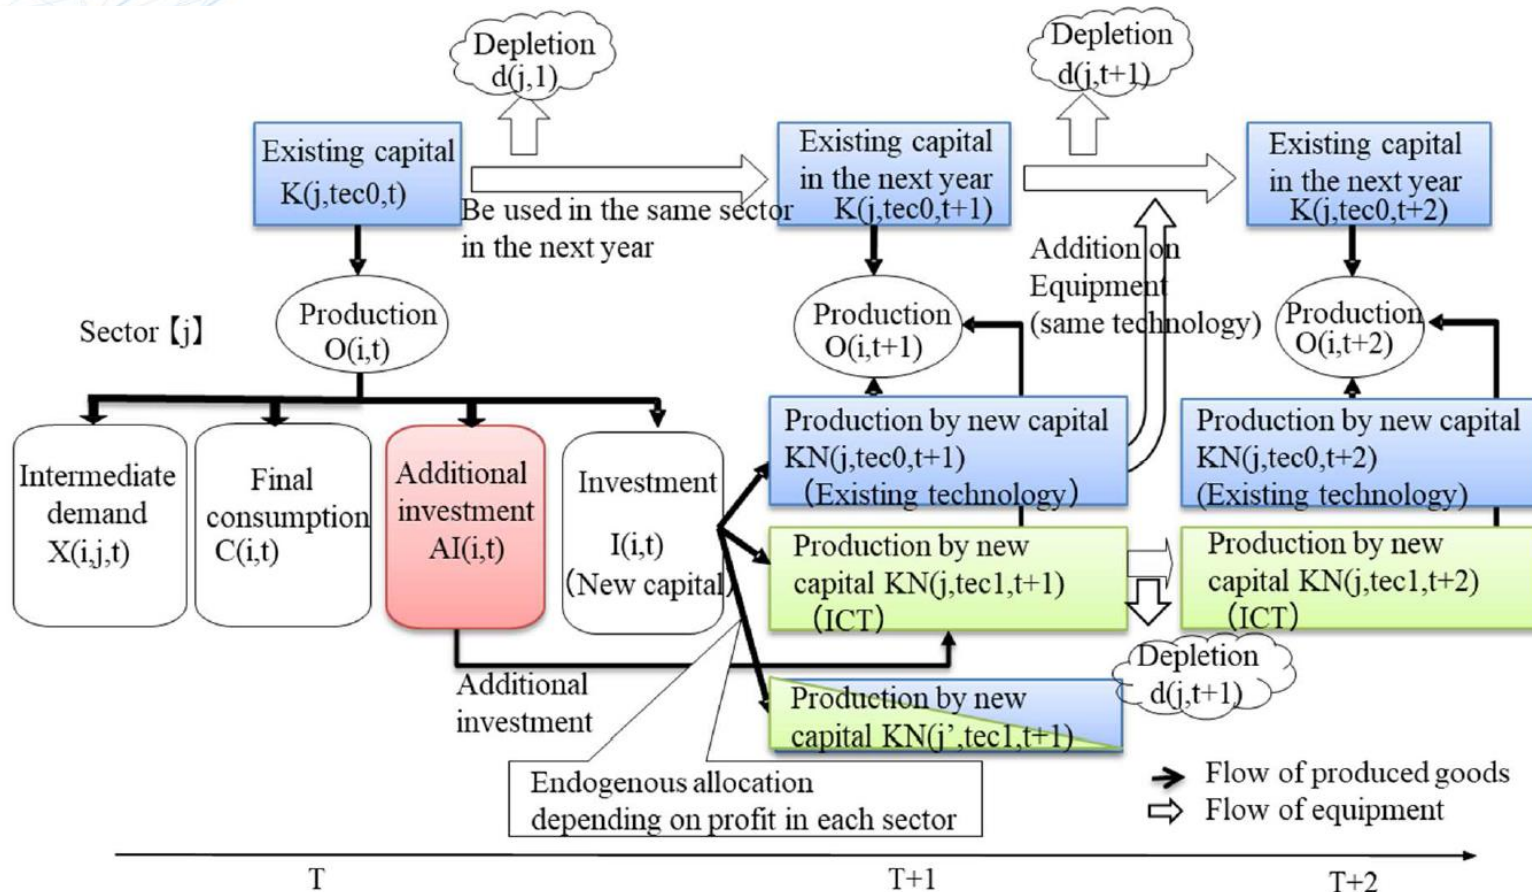 Depletion
d(j,1)
Depletion
d(j,t+1)
Existing capital
K(j,tec0,t)
Existing capital
in the next year
K(j,tec0,t+1)
Existing capital
in the next year
K(j,tec0,t+2)
Be used in the same sector
in the next year
Addition on
Equipment
(same technology)
Sector【j】
Production
O(i,t)
Production
O(i,t+1)
Production
O(i,t+2)
Intermediate
demand
X(i,j,t)
Final
consumption
C(i,t)
Additional
investment
AI(i,t)
Investment
I(i,t)
(New capital)
Production by new capital
KN(j,tec0,t+1)
(Existing technology)
Production by new capital
KN(j,tec0,t+2)
(Existing technology)
Production by new
capital KN(j,tec1,t+1)
(ICT)
Production by new
capital KN(j,tec1,t+2)
(ICT)
Additional
investment
Production by new
capital KN(j’,tec1,t+1)
Depletion
d(j,t+1)
Endogenous allocation
depending on profit in each sector
Flow of produced goods
Flow of equipment
T
T+1
T+2